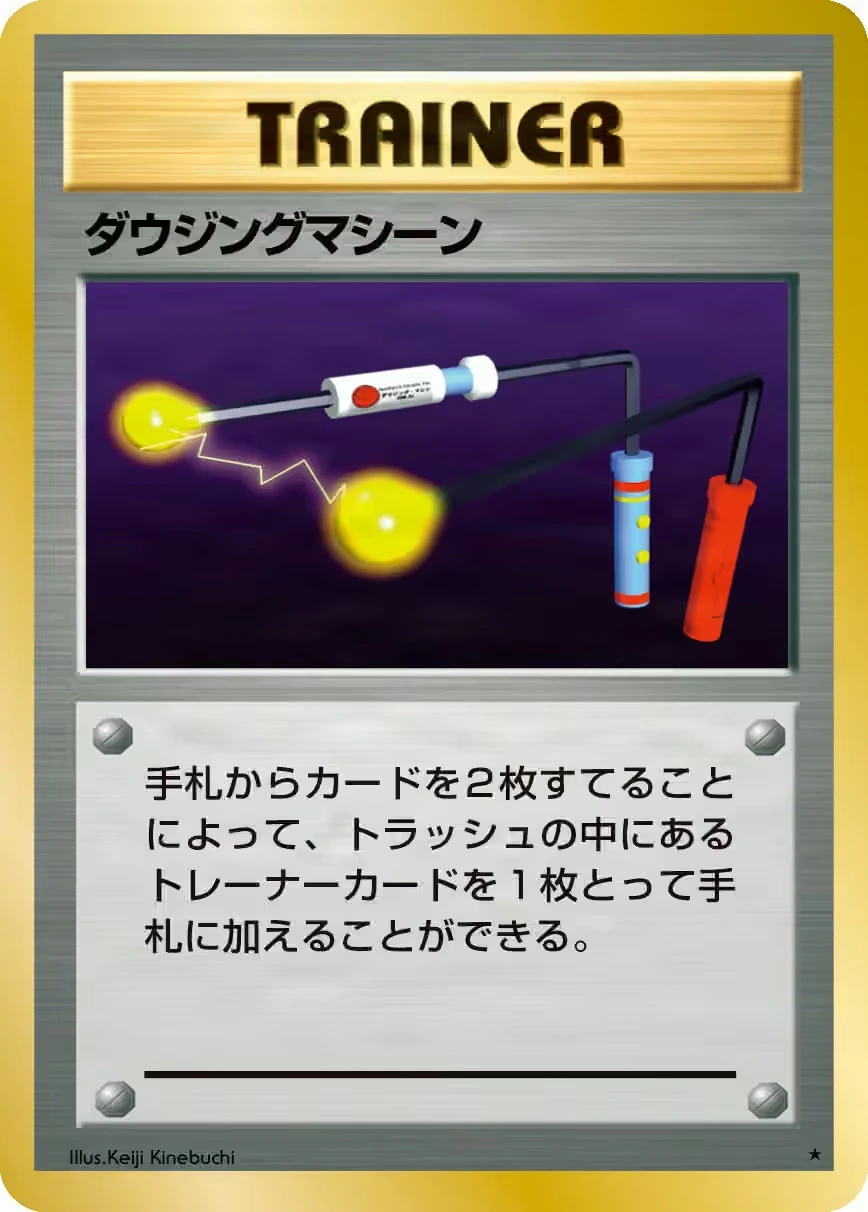 TRAINER
ダウジングマシーン
手札からカードを２枚すてること
によって、トラッシュの中にある
トレーナーカードを１枚とって手
札に加えることができる。
Illus.Keiji Kinebuchi
★